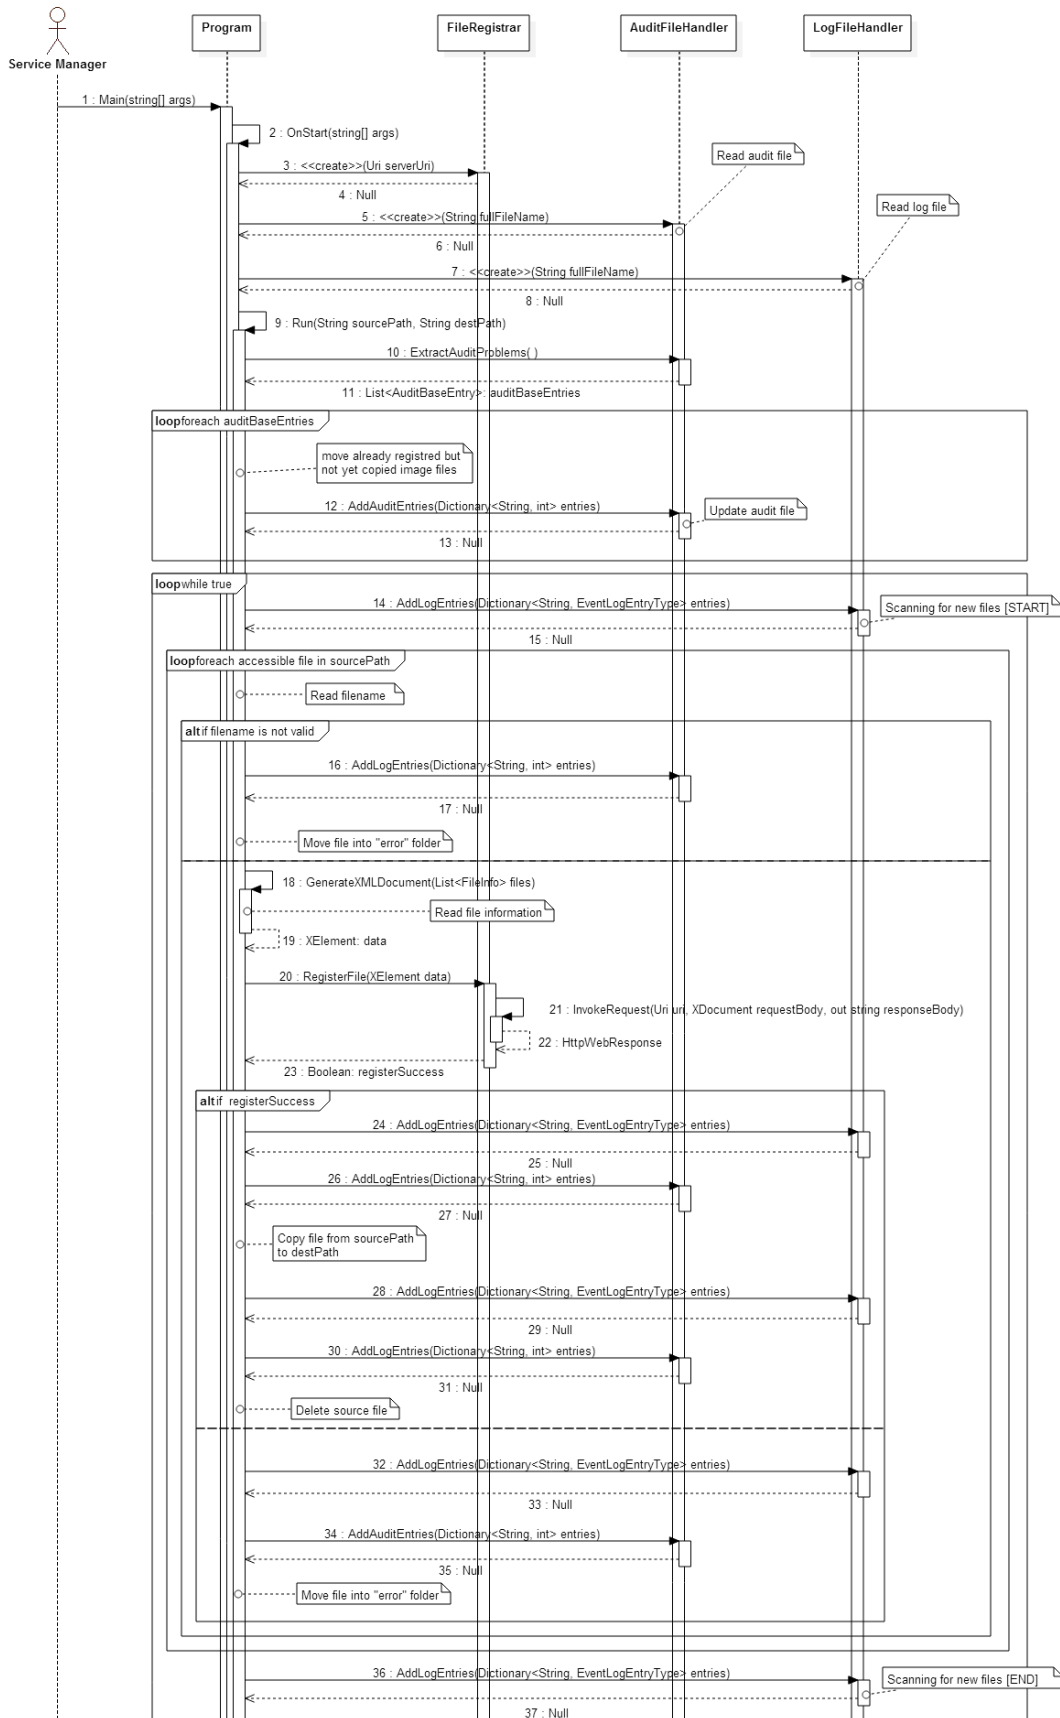 Service Manager
Program
FileRegistrar
AuditFileHandler
LogFileHandler
1 : Main(string[] args)
2 : OnStart(string[] args)
Read audit file
3 : <<create>>(Uri serverUri)
4 : Null
Read log file
5 : <<create>>(String fullFileName)
6 : Null
7 : <<create>>(String fullFileName)
8 : Null
9 : Run(String sourcePath, String destPath)
10 : ExtractAuditProblems( )
11 : List<AuditBaseEntry>: auditBaseEntries
loop foreach auditBaseEntries
move already registred but
not yet copied image files
12 : AddAuditEntries(Dictionary<String, int> entries)
Update audit file
13 : Null
loop while true
14 : AddLogEntries(Dictionary<String, EventLogEntryType> entries)
Scanning for new files [START]
15 : Null
loop foreach accessible file in sourcePath
Read filename
alt if filename is not valid
16 : AddLogEntries(Dictionary<String, int> entries)
17 : Null
Move file into "error" folder
18 : GenerateXMLDocument(List<FileInfo> files)
Read file information
19 : XElement: data
20 : RegisterFile(XElement data)
21 : InvokeRequest(Uri uri, XDocument requestBody, out string responseBody)
22 : HttpWebResponse
23 : Boolean: registerSuccess
alt if registerSuccess
24 : AddLogEntries(Dictionary<String, EventLogEntryType> entries)
25 : Null
26 : AddLogEntries(Dictionary<String, int> entries)
27 : Null
Copy file from sourcePath
to destPath
28 : AddLogEntries(Dictionary<String, EventLogEntryType> entries)
29 : Null
30 : AddLogEntries(Dictionary<String, int> entries)
31 : Null
Delete source file
32 : AddLogEntries(Dictionary<String, EventLogEntryType> entries)
33 : Null
34 : AddAuditEntries(Dictionary<String, int> entries)
35 : Null
Move file into "error" folder
36 : AddLogEntries(Dictionary<String, EventLogEntryType> entries)
Scanning for new files [END]
37 : Null